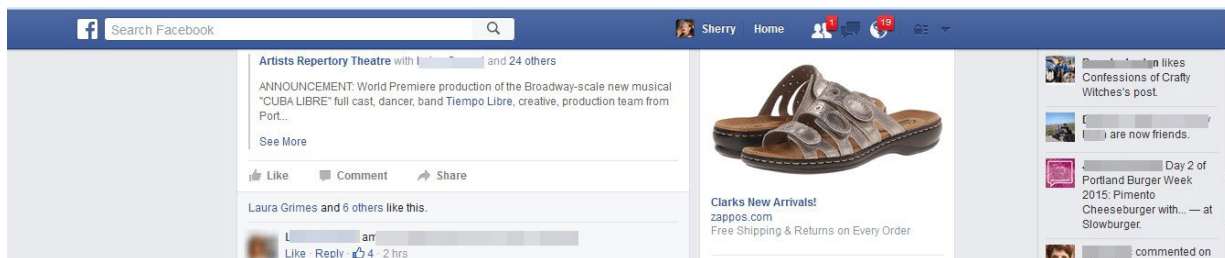 f
Search Facebook
Sherry
Home
1
19
Artists Repertory Theatre with
and 24 others
ANNOUNCEMENT: World Premiere production of the Broadway-scale new musical
"CUBA LIBRE" full cast, dancer, band Tiempo Libre, creative, production team from
Port...
See More
Like
Comment
Share
Laura Grimes and 6 others like this.
Like · Reply · 4 · 2 hrs
Clarks New Arrivals!
zappos.com
Free Shipping & Returns on Every Order
likes
Confessions of Crafty
Witches's post.
are now friends.
Day 2 of
Portland Burger Week
2015: Pimento
Cheeseburger with... — at
Slowburger.
commented on